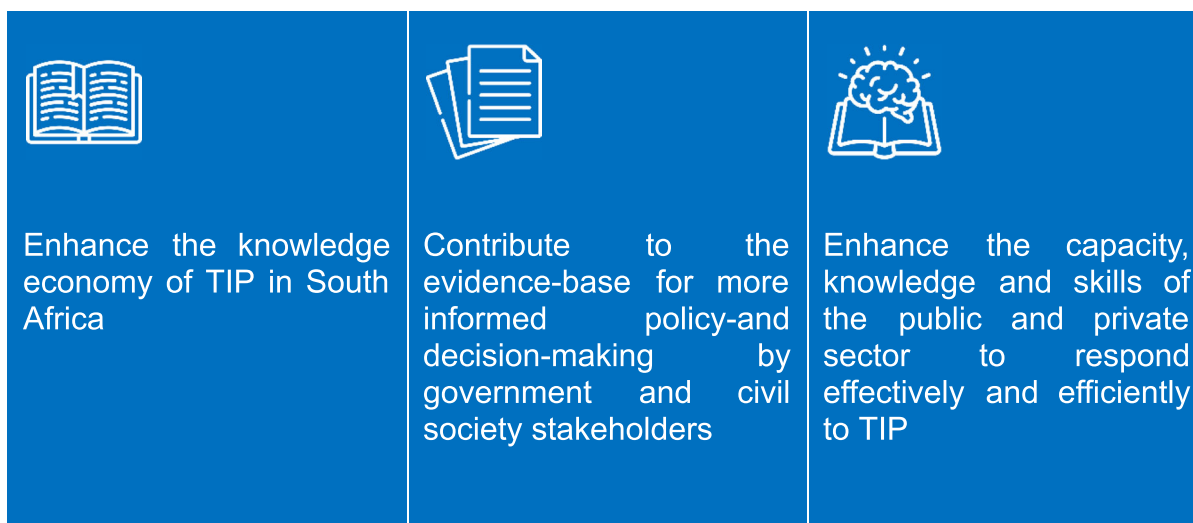 Enhance the knowledge
economy of TIP in South
Africa
Contribute to the
evidence-base for more
informed policy-and
decision-making by
government and civil
society stakeholders
Enhance the capacity,
knowledge and skills of
the public and private
sector to respond
effectively and efficiently
to TIP